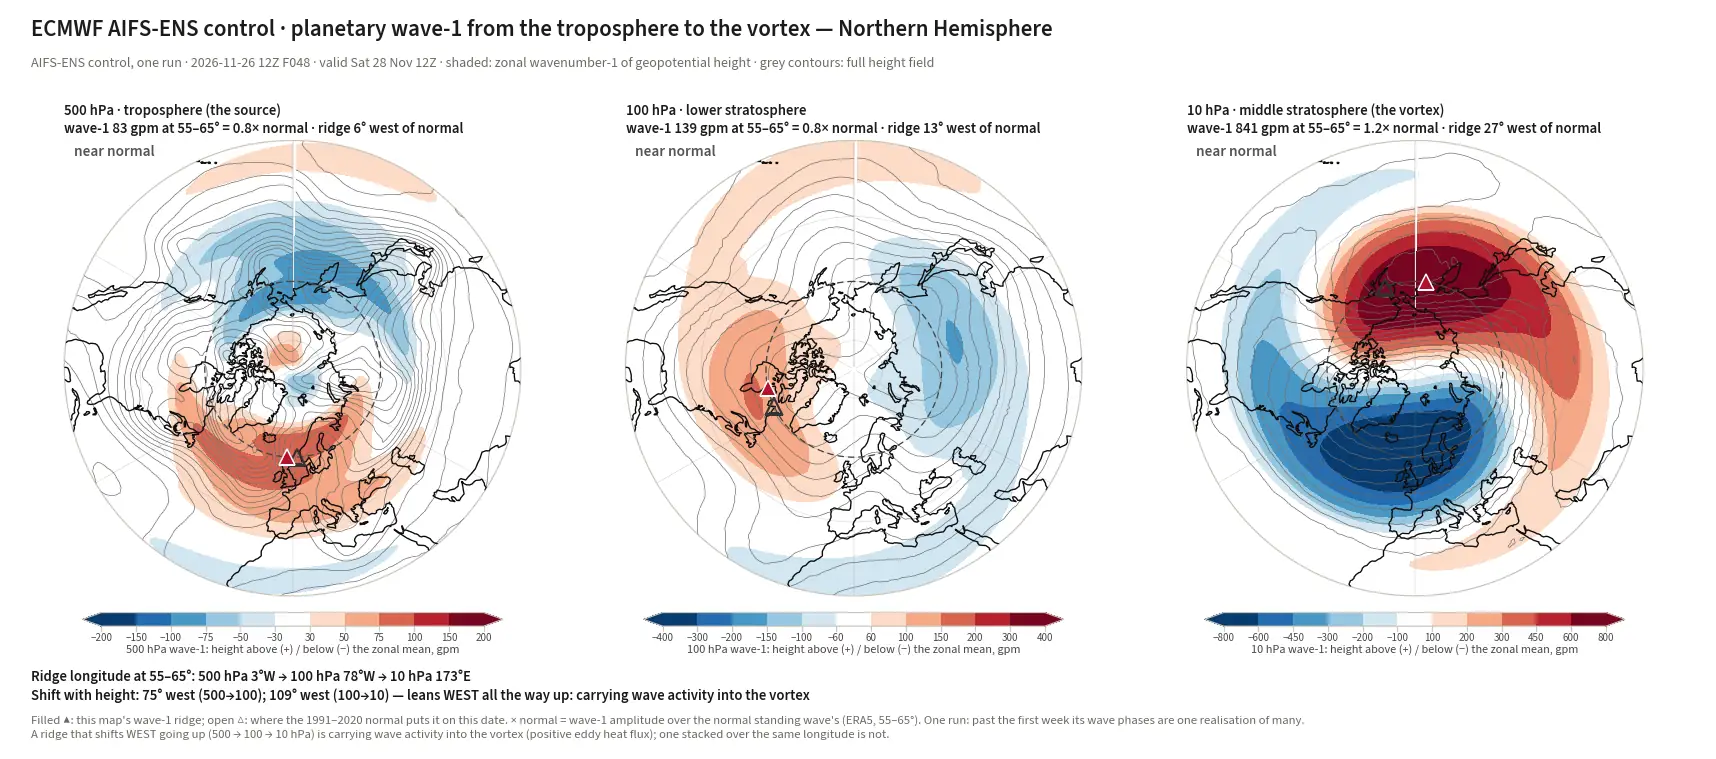 ECMWF AIFS-ENS control · planetary wave-1 from the troposphere to the vortex — Northern Hemisphere
AIFS-ENS control, one run · 2026-11-26 12Z F048 · valid Sat 28 Nov 12Z · shaded: zonal wavenumber-1 of geopotential height · grey contours: full height field
500 hPa · troposphere (the source)
wave-1 83 gpm at 55–65° = 0.8× normal · ridge 6° west of normal
near normal
100 hPa · lower stratosphere
wave-1 139 gpm at 55–65° = 0.8× normal · ridge 13° west of normal
near normal
10 hPa · middle stratosphere (the vortex)
wave-1 841 gpm at 55–65° = 1.2× normal · ridge 27° west of normal
near normal
−200 −150 −100 −75 −50 −30 30 50 75 100 150 200
500 hPa wave-1: height above (+) / below (−) the zonal mean, gpm
−400 −300 −200 −150 −100 −60 60 100 150 200 300 400
100 hPa wave-1: height above (+) / below (−) the zonal mean, gpm
−800 −600 −450 −300 −200 −100 100 200 300 450 600 800
10 hPa wave-1: height above (+) / below (−) the zonal mean, gpm
Ridge longitude at 55–65°: 500 hPa 3°W → 100 hPa 78°W → 10 hPa 173°E
Shift with height: 75° west (500→100); 109° west (100→10) — leans WEST all the way up: carrying wave activity into the vortex
Filled ▲: this map's wave-1 ridge; open △: where the 1991–2020 normal puts it on this date. × normal = wave-1 amplitude over the normal standing wave's (ERA5, 55–65°). One run: past the first week its wave phases are one realisation of many.
A ridge that shifts WEST going up (500 → 100 → 10 hPa) is carrying wave activity into the vortex (positive eddy heat flux); one stacked over the same longitude is not.